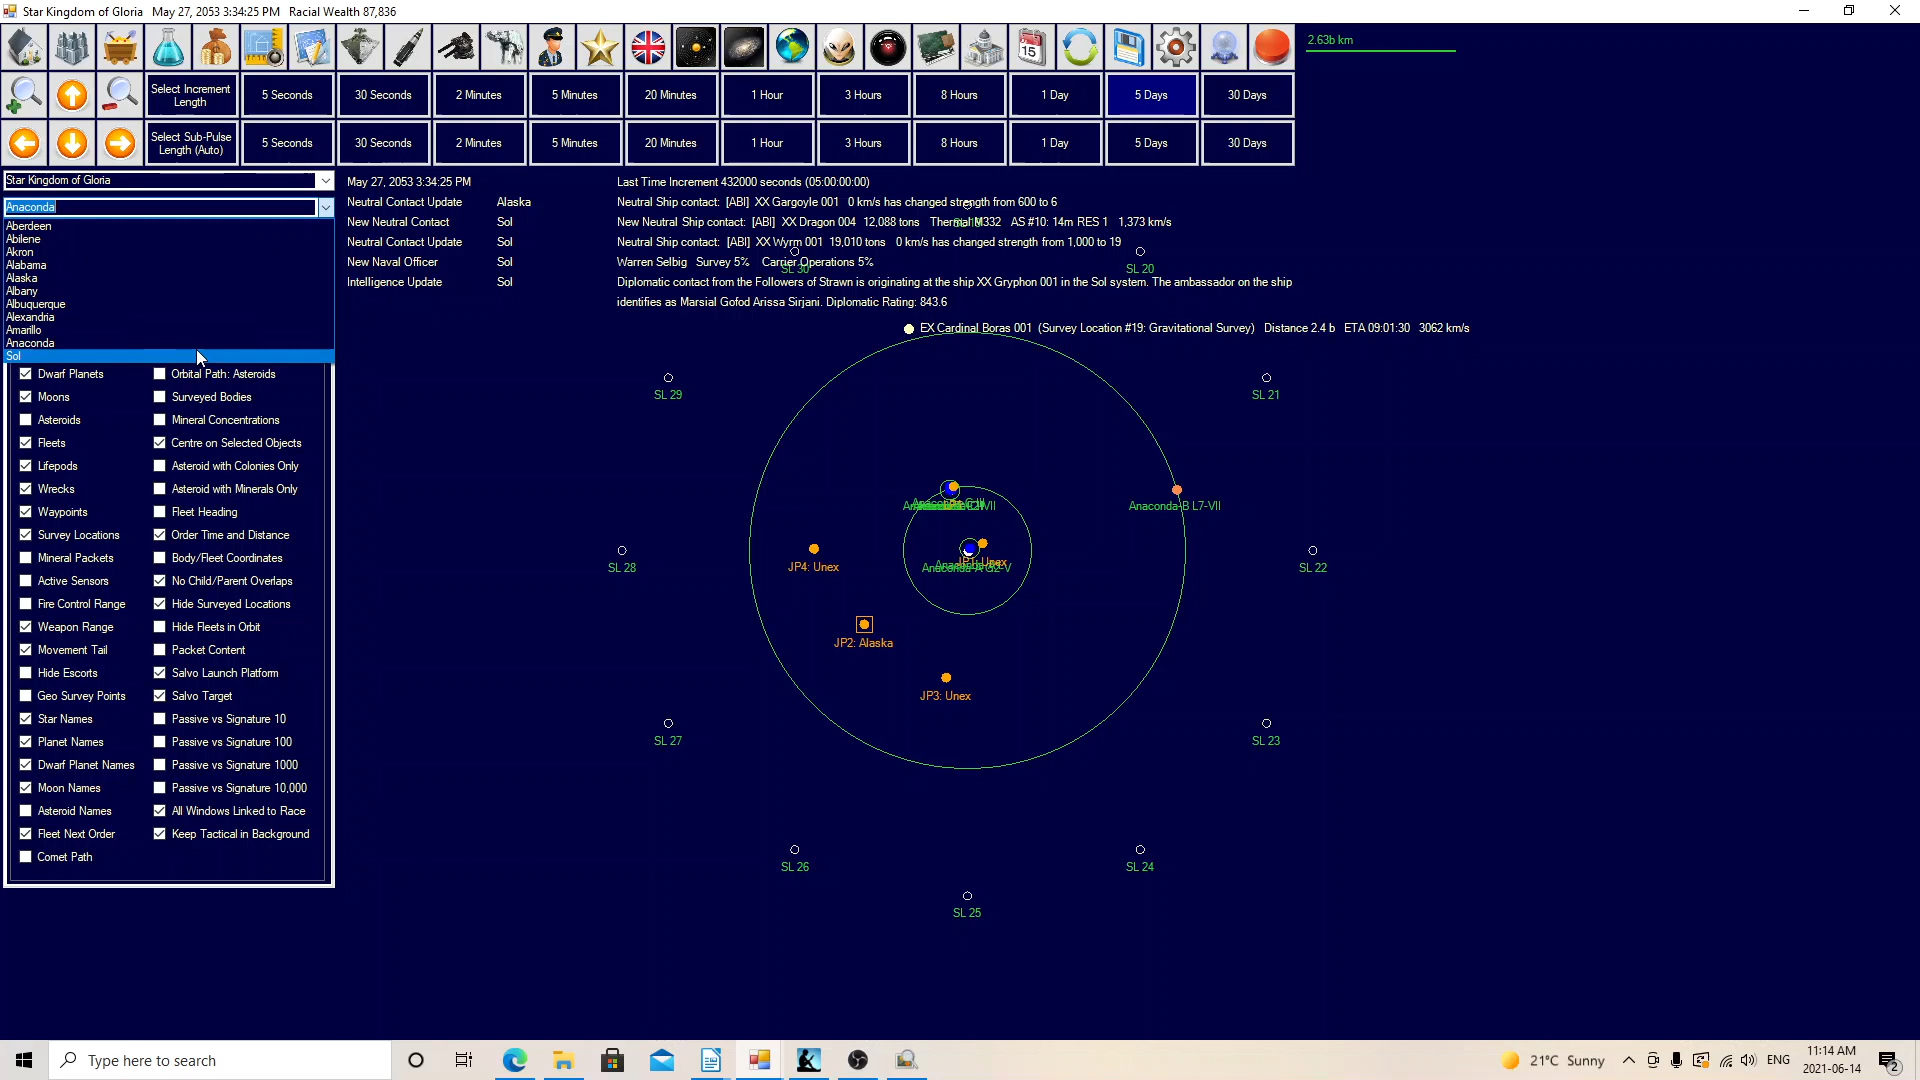 Star Kingdom of Gloria   May 27, 2053 3:34:25 PM   Racial Wealth 87,836
15
2.63b km
Select Increment Length
5 Seconds
30 Seconds
2 Minutes
5 Minutes
20 Minutes
1 Hour
3 Hours
8 Hours
1 Day
5 Days
30 Days
Select Sub-Pulse Length (Auto)
5 Seconds
30 Seconds
2 Minutes
5 Minutes
20 Minutes
1 Hour
3 Hours
8 Hours
1 Day
5 Days
30 Days
Star Kingdom of Gloria
Anaconda
Aberdeen
Abilene
Akron
Alabama
Alaska
Albany
Albuquerque
Alexandria
Amarillo
Anaconda
Sol
May 27, 2053 3:34:25 PM   Last Time Increment 432000 seconds (05:00:00:00)
Neutral Contact Update   Alaska   Neutral Ship contact:  [ABI]  XX Gargoyle 001   0 km/s has changed strength from 600 to 6
New Neutral Contact   Sol   New Neutral Ship contact:  [ABI]  XX Dragon 004   12,088 tons   Thermal M332   AS #10: 14m RES 1   1,373 km/s
Neutral Contact Update   Sol   Neutral Ship contact:  [ABI]  XX Wyrm 001  19,010 tons   0 km/s has changed strength from 1,000 to 19
New Naval Officer   Sol   Warren Selbig   Survey 5%   Carrier Operations 5%
Intelligence Update   Sol   Diplomatic contact from the Followers of Strawn is originating at the ship XX Gryphon 001 in the Sol system. The ambassador on the ship
identifies as Marsial Gofod Arissa Sirjani. Diplomatic Rating: 843.6
Dwarf Planets   Orbital Path: Asteroids
Moons   Surveyed Bodies
Asteroids   Mineral Concentrations
Fleets   Centre on Selected Objects
Lifepods   Asteroid with Colonies Only
Wrecks   Asteroid with Minerals Only
Waypoints   Fleet Heading
Survey Locations   Order Time and Distance
Mineral Packets   Body/Fleet Coordinates
Active Sensors   No Child/Parent Overlaps
Fire Control Range   Hide Surveyed Locations
Weapon Range   Hide Fleets in Orbit
Movement Tail   Packet Content
Hide Escorts   Salvo Launch Platform
Geo Survey Points   Salvo Target
Star Names   Passive vs Signature 10
Planet Names   Passive vs Signature 100
Dwarf Planet Names   Passive vs Signature 1000
Moon Names   Passive vs Signature 10,000
Asteroid Names   All Windows Linked to Race
Fleet Next Order   Keep Tactical in Background
Comet Path
SL 30
SL 20
EX Cardinal Boras 001  (Survey Location #19: Gravitational Survey)   Distance 2.4 b   ETA 09:01:30   3062 km/s
SL 29
SL 21
Anaconda-B L7-VII
SL 28
JP4: Unex
JP1: Unex
Anaconda-A G2-V
SL 22
JP2: Alaska
JP3: Unex
SL 27
SL 23
SL 26
SL 24
SL 25
Type here to search
21°C  Sunny
ENG
11:14 AM
2021-06-14
2